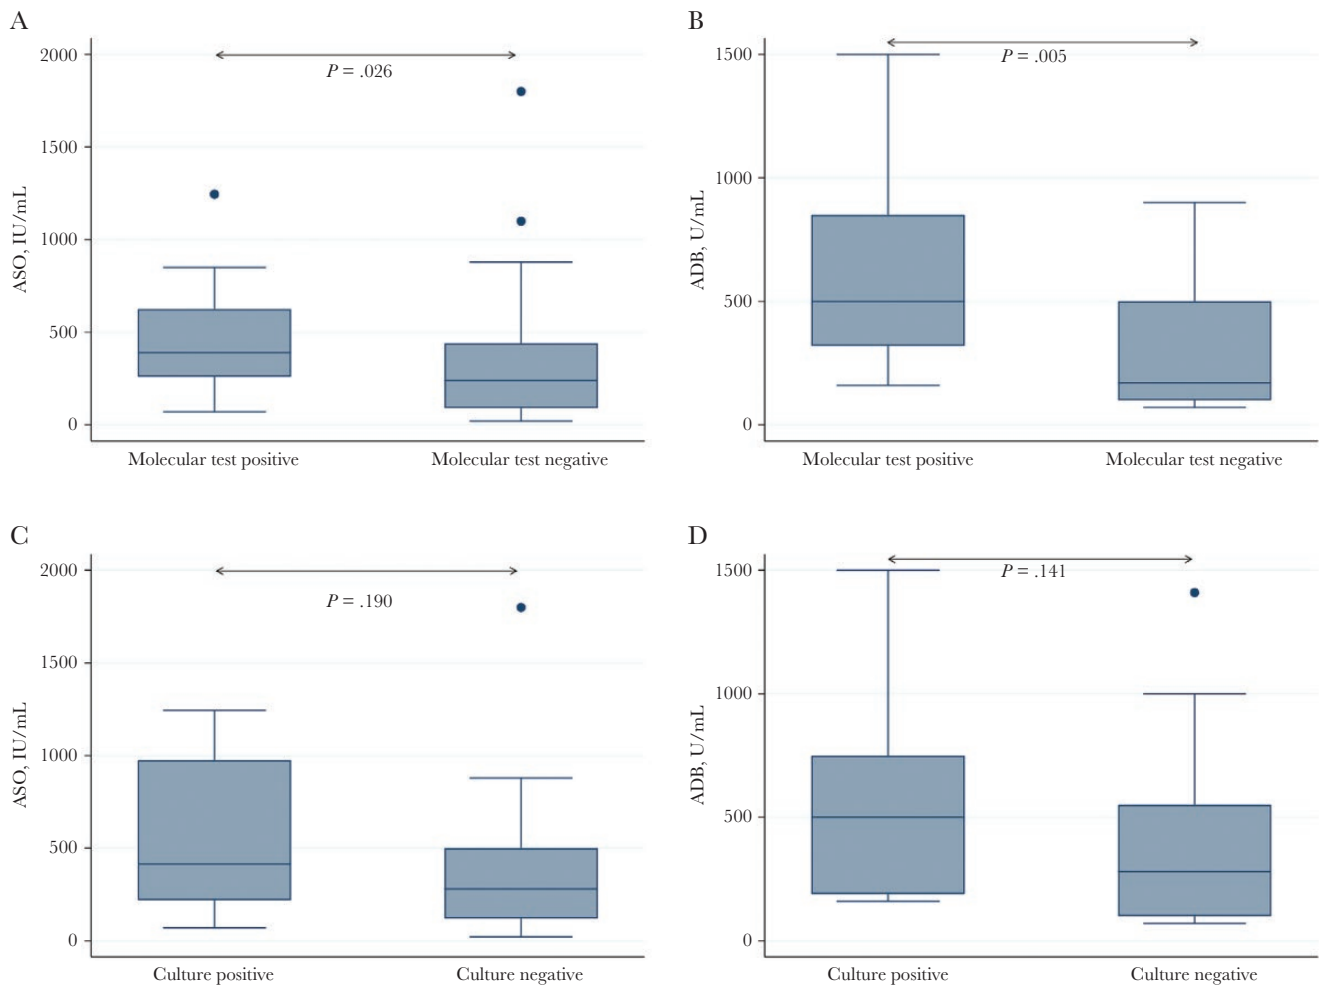 A
2000
1500
1000
500
0
ASO, IU/mL
P = .026
Molecular test positive
Molecular test negative
B
1500
1000
500
0
ADB, U/mL
P = .005
Molecular test positive
Molecular test negative
C
2000
1500
1000
500
0
ASO, IU/mL
P = .190
Culture positive
Culture negative
D
1500
1000
500
0
ADB, U/mL
P = .141
Culture positive
Culture negative